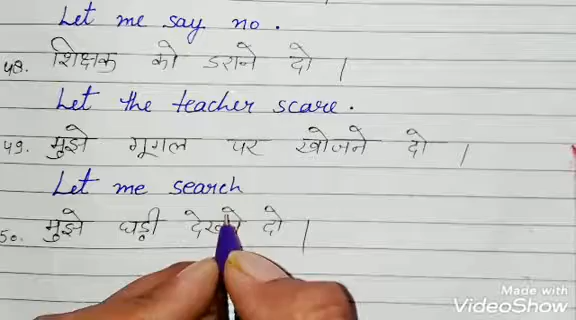 Let me say no.
48. शिक्षक को डराने दो |
Let the teacher scare.
49. मुझे गूगल पर खोजने दो |
Let me search
50. मुझे घड़ी देखने दो |
Made with
VideoShow